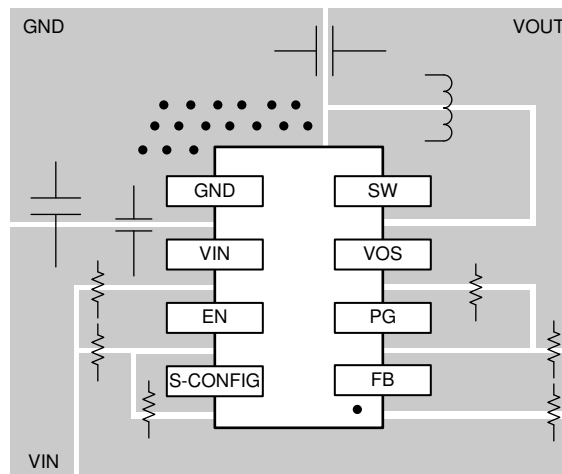 GND
VOUT
GND
SW
VIN
VOS
EN
PG
S-CONFIG
FB
VIN